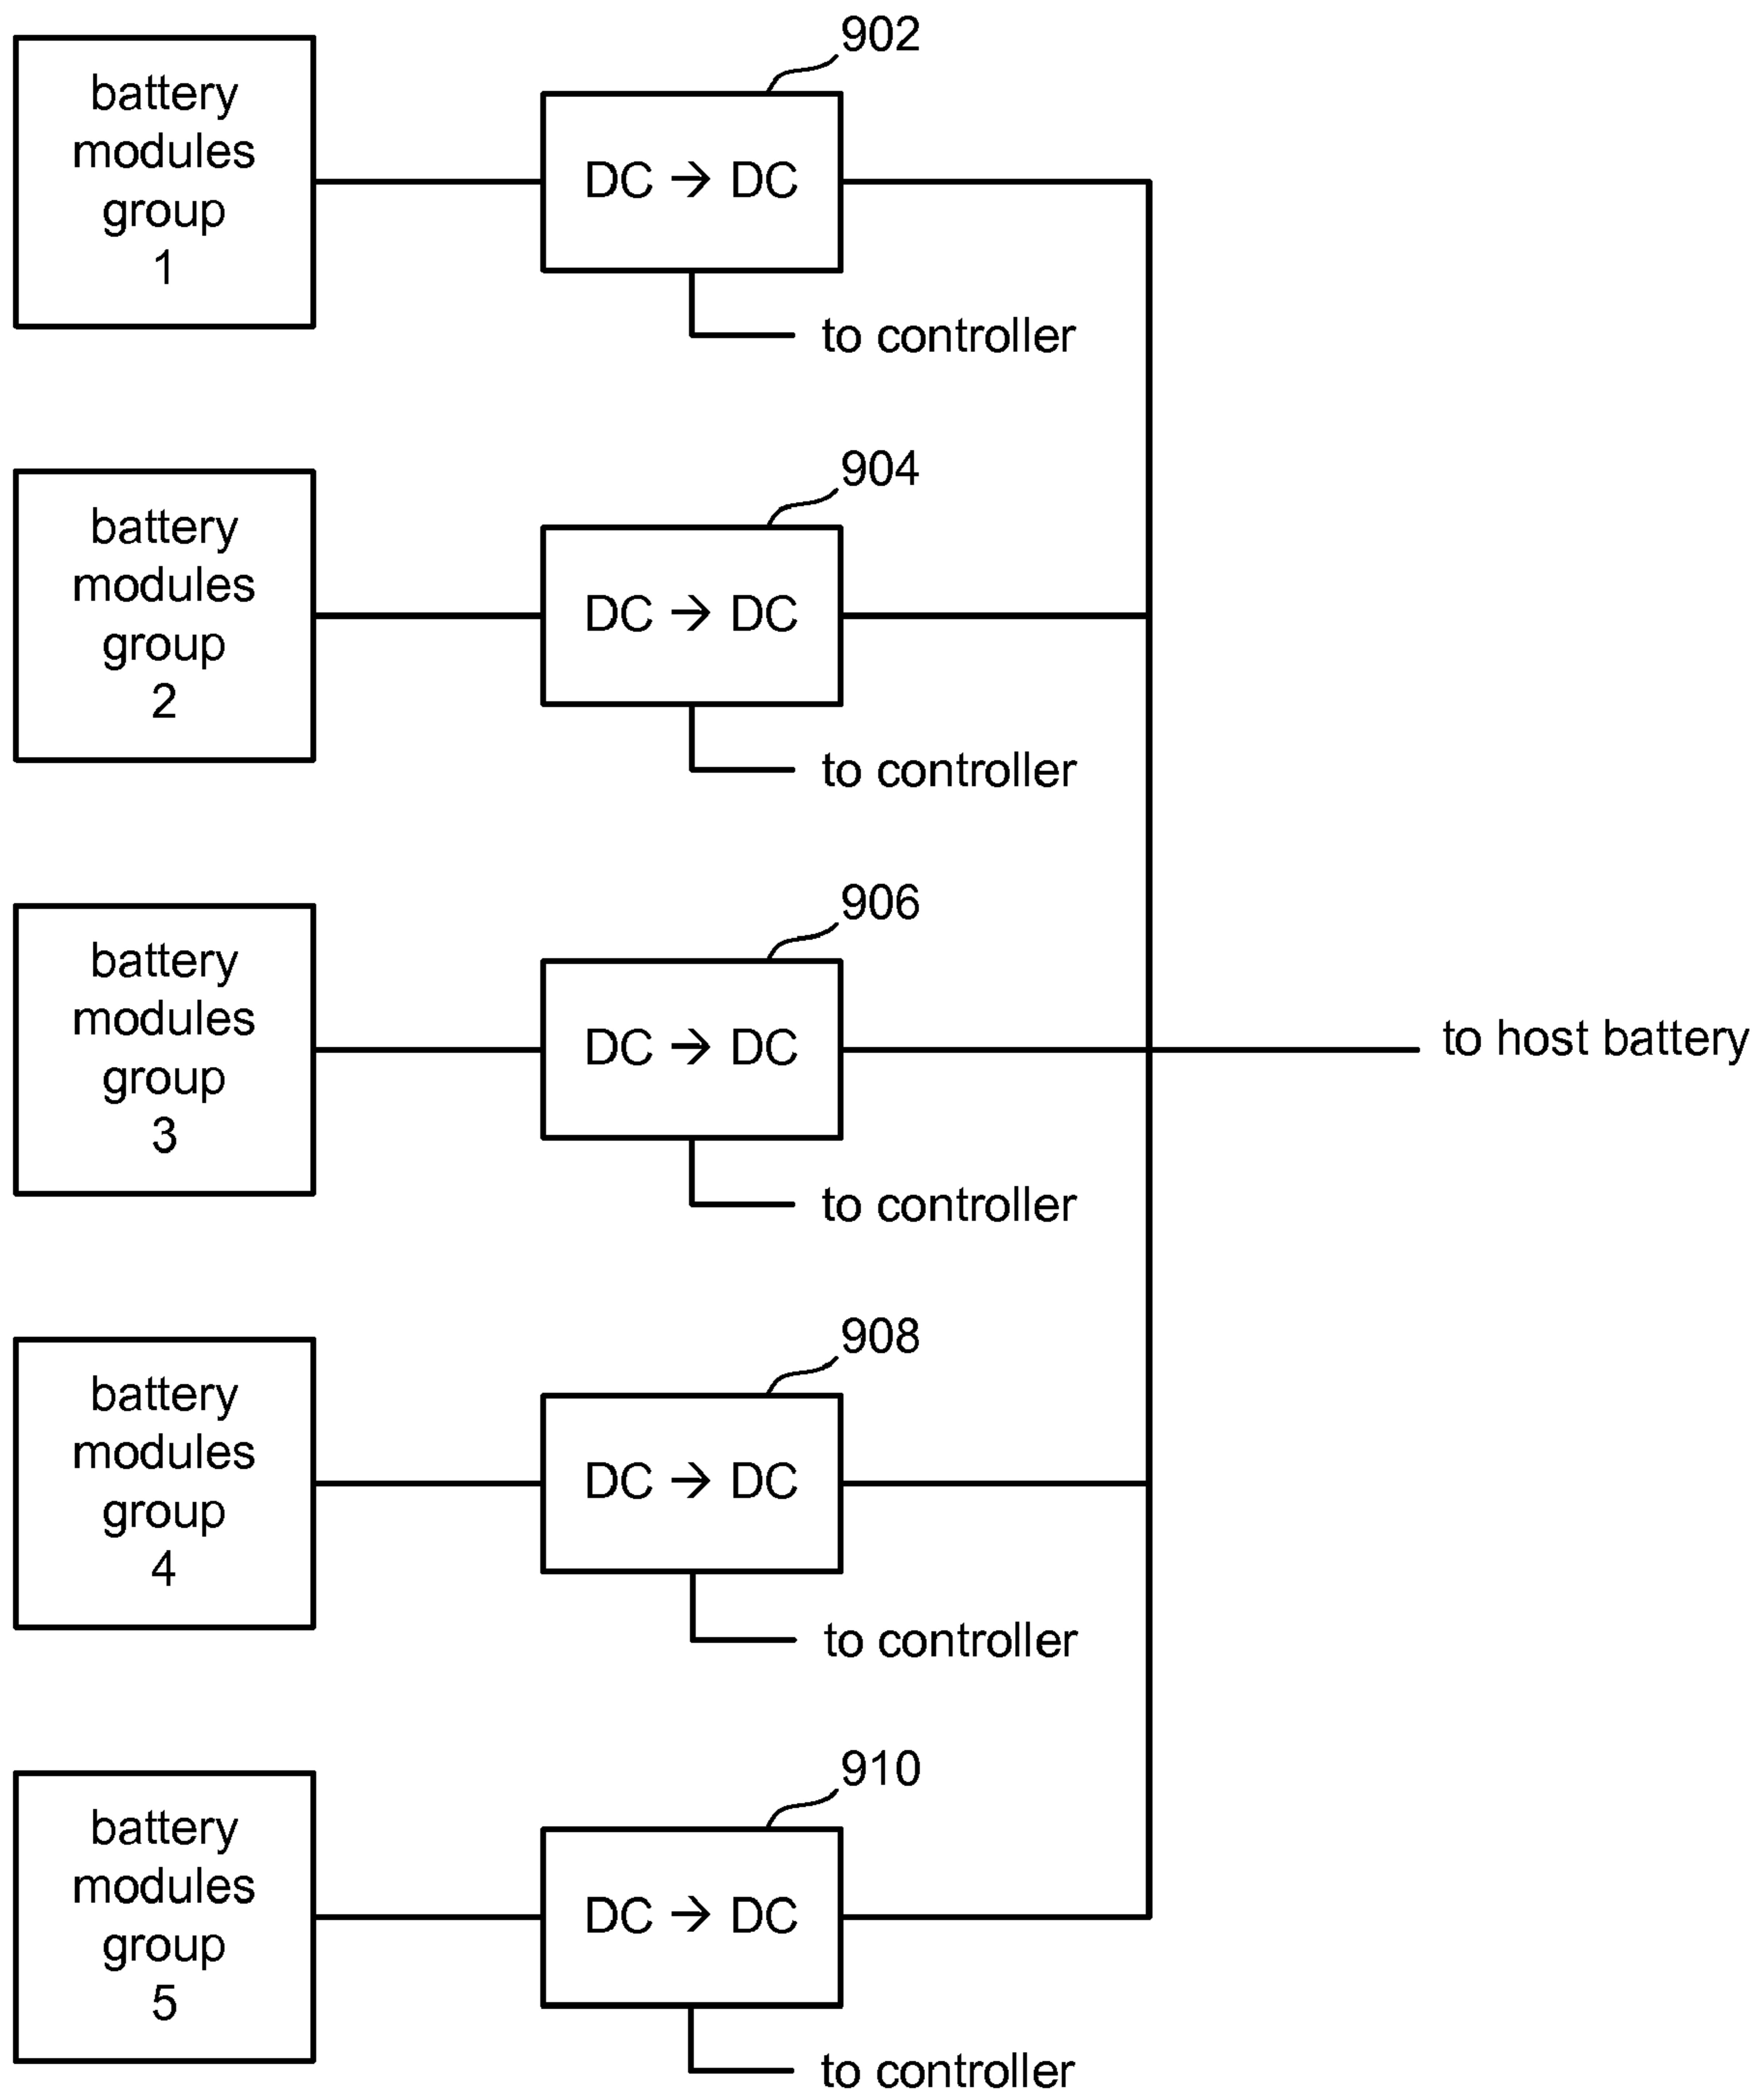 902
battery
modules
group
1
DC → DC
to controller
904
battery
modules
group
2
DC → DC
to controller
906
battery
modules
group
3
DC → DC
to host battery
to controller
908
battery
modules
group
4
DC → DC
to controller
910
battery
modules
group
5
DC → DC
to controller